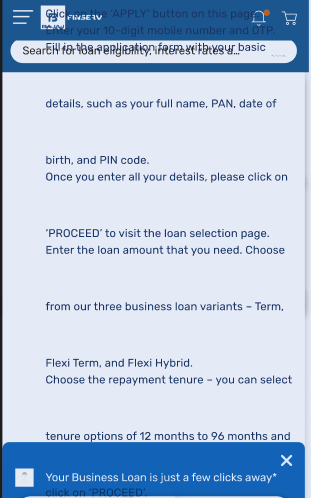 Click on the 'APPLY' button on this page.
FINSERV
Enter your 10-digit mobile number and OTP.
Fill in the application form with your basic
Search for loan eligibility, interest rates a...
details, such as your full name, PAN, date of
birth, and PIN code.
Once you enter all your details, please click on
‘PROCEED’ to visit the loan selection page.
Enter the loan amount that you need. Choose
from our three business loan variants – Term,
Flexi Term, and Flexi Hybrid.
Choose the repayment tenure – you can select
tenure options of 12 months to 96 months and
Your Business Loan is just a few clicks away*
click on ‘PROCEED’.